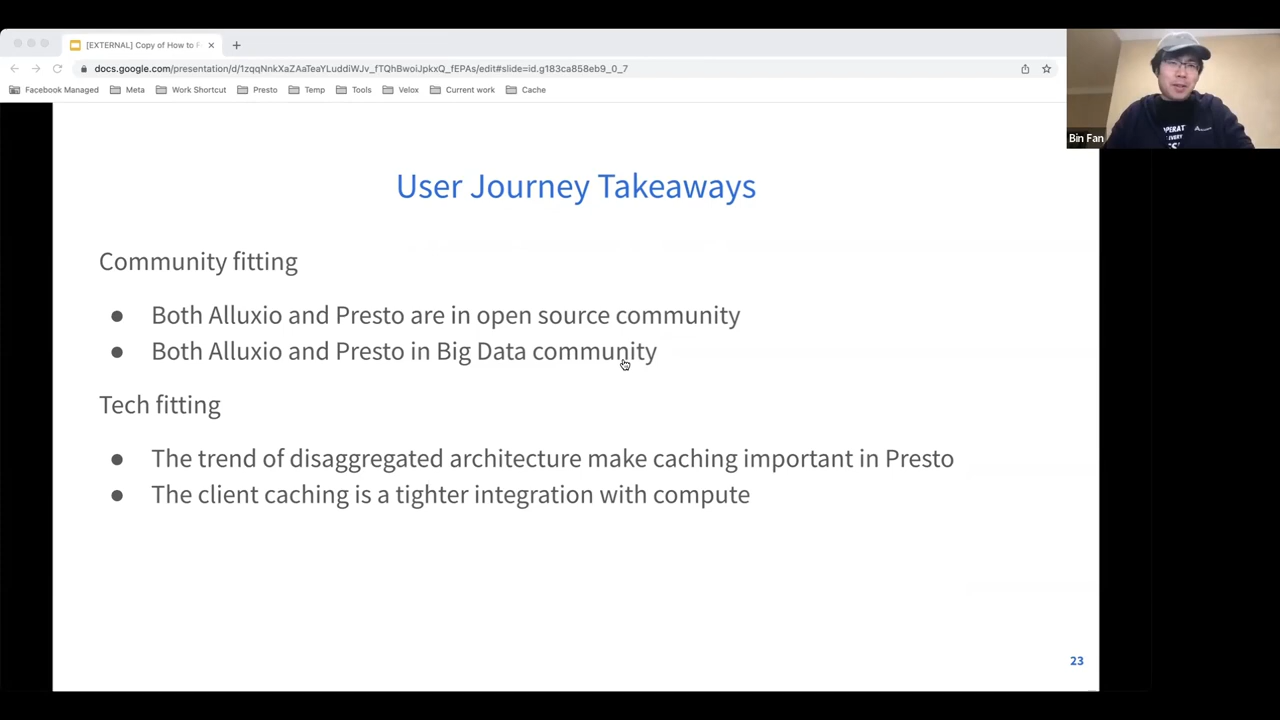 [EXTERNAL] Copy of How to F
docs.google.com/presentation/d/1zqqNnkXaZAaTeaYLuddiWJv_fTQhBwoiJpkxQ_fEPAs/edit#slide=id.g183ca858eb9_0_7
Facebook Managed Meta Work Shortcut Presto Temp Tools Velox Current work Cache
Bin Fan
User Journey Takeaways
Community fitting
● Both Alluxio and Presto are in open source community
● Both Alluxio and Presto in Big Data community
Tech fitting
● The trend of disaggregated architecture make caching important in Presto
● The client caching is a tighter integration with compute
23